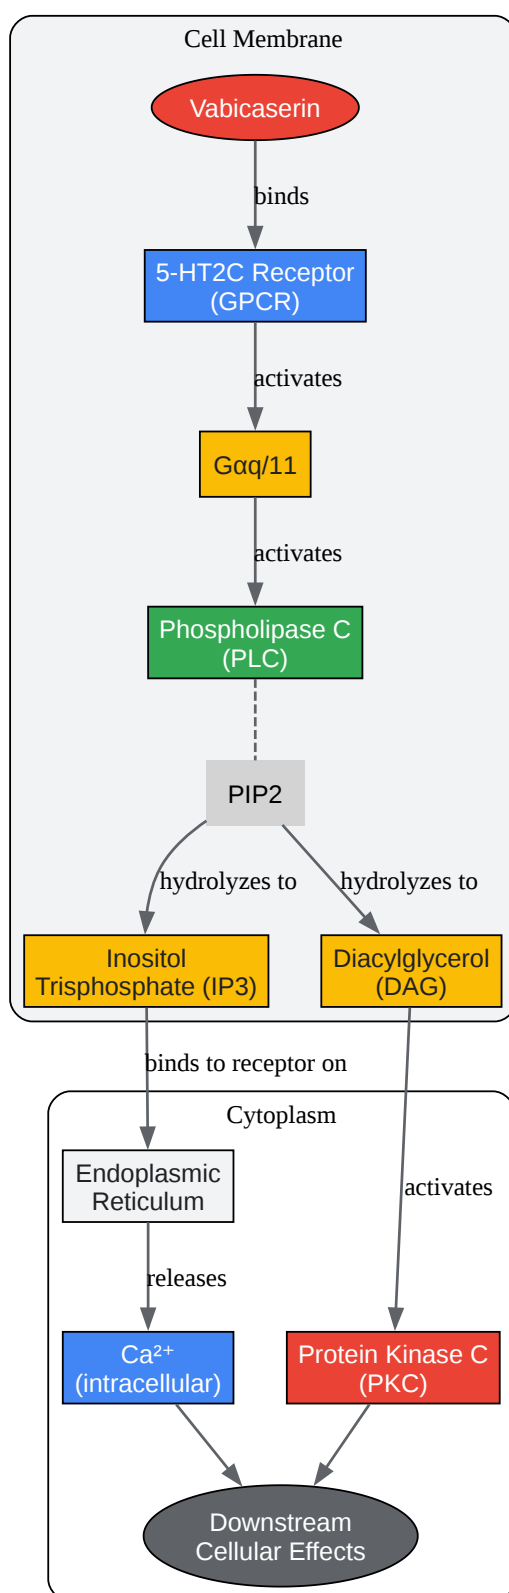 Cell Membrane
Vabicaserin
binds
5-HT2C Receptor
(GPCR)
activates
Gαq/11
activates
Phospholipase C
(PLC)
PIP2
hydrolyzes to
hydrolyzes to
Inositol
Trisphosphate (IP3)
Diacylglycerol
(DAG)
binds to receptor on
Cytoplasm
Endoplasmic
Reticulum
activates
releases
Ca²⁺
(intracellular)
Protein Kinase C
(PKC)
Downstream
Cellular Effects